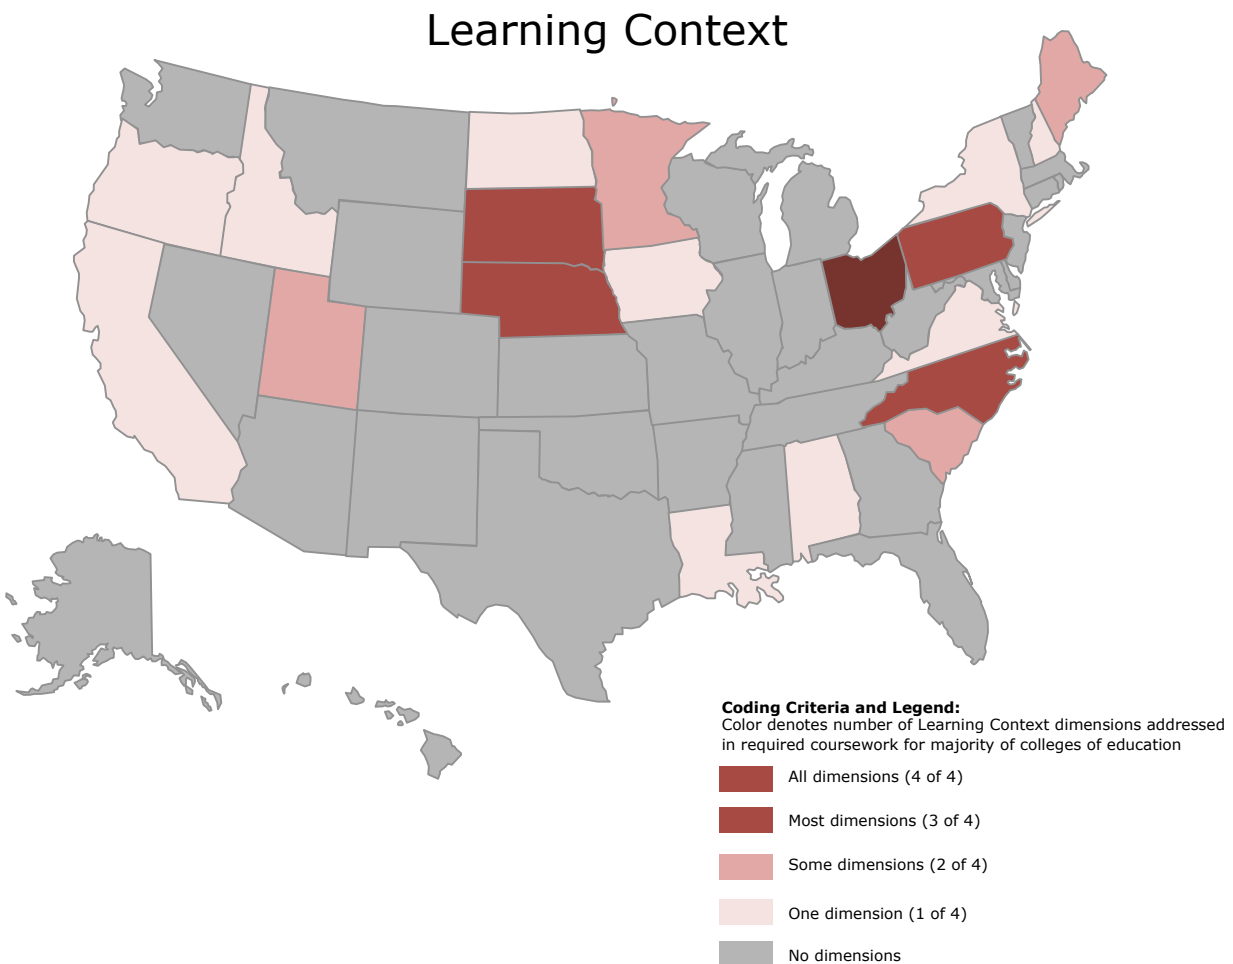 Learning Context
Coding Criteria and Legend:
Color denotes number of Learning Context dimensions addressed
in required coursework for majority of colleges of education
All dimensions (4 of 4)
Most dimensions (3 of 4)
Some dimensions (2 of 4)
One dimension (1 of 4)
No dimensions